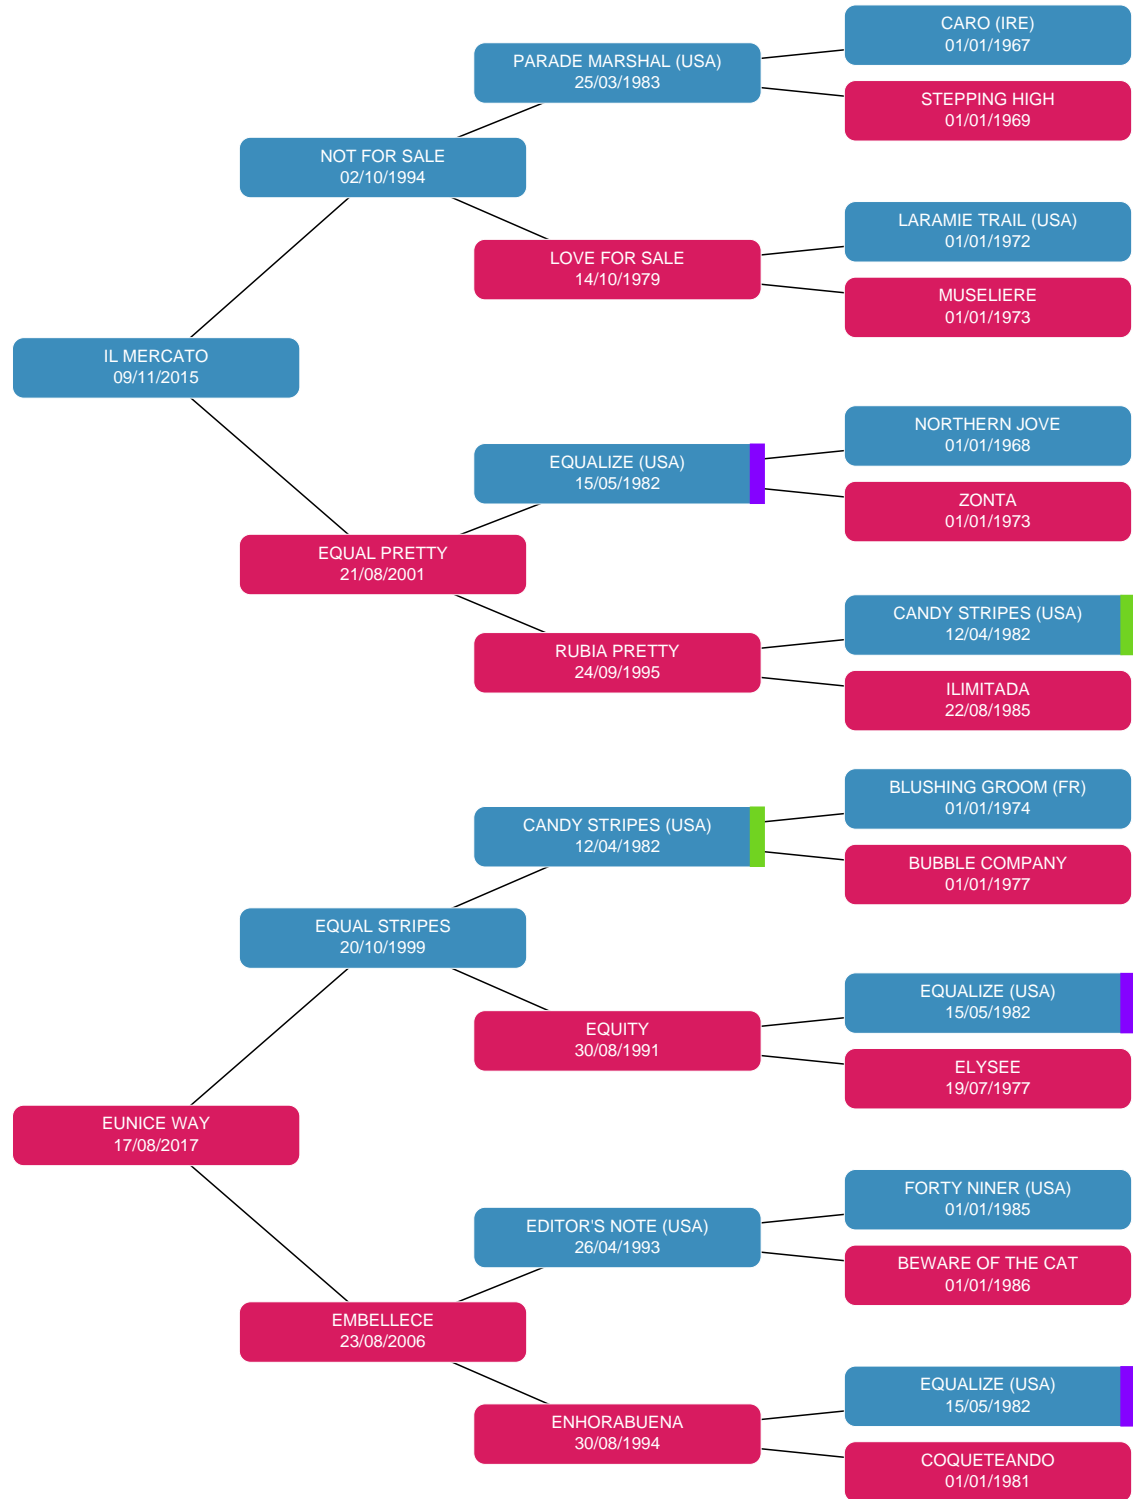 CARO (IRE)
01/01/1967
PARADE MARSHAL (USA)
25/03/1983
STEPPING HIGH
01/01/1969
NOT FOR SALE
02/10/1994
LARAMIE TRAIL (USA)
01/01/1972
LOVE FOR SALE
14/10/1979
MUSELIERE
01/01/1973
IL MERCATO
09/11/2015
NORTHERN JOVE
01/01/1968
EQUALIZE (USA)
15/05/1982
ZONTA
01/01/1973
EQUAL PRETTY
21/08/2001
CANDY STRIPES (USA)
12/04/1982
RUBIA PRETTY
24/09/1995
ILIMITADA
22/08/1985
BLUSHING GROOM (FR)
01/01/1974
CANDY STRIPES (USA)
12/04/1982
BUBBLE COMPANY
01/01/1977
EQUAL STRIPES
20/10/1999
EQUALIZE (USA)
15/05/1982
EQUITY
30/08/1991
ELYSEE
19/07/1977
EUNICE WAY
17/08/2017
FORTY NINER (USA)
01/01/1985
EDITOR'S NOTE (USA)
26/04/1993
BEWARE OF THE CAT
01/01/1986
EMBELLECE
23/08/2006
EQUALIZE (USA)
15/05/1982
ENHORABUENA
30/08/1994
COQUETEANDO
01/01/1981